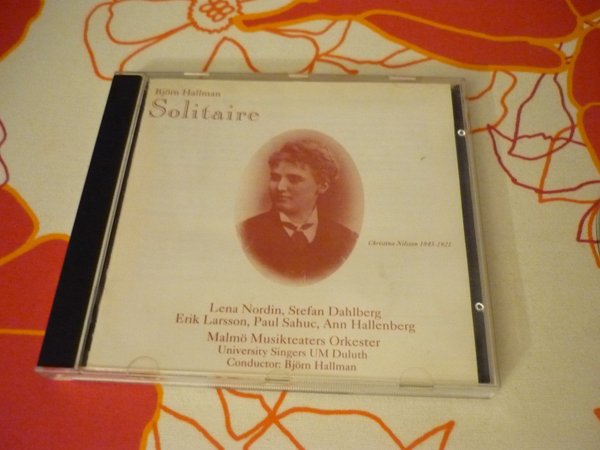 Björn Hallman
Solitaire
Christina Nilsson 1843-1921
Lena Nordin, Stefan Dahlberg
Erik Larsson, Paul Sahuc, Ann Hallenberg
Malmö Musikteaters Orkester
University Singers UM Duluth
Conductor: Björn Hallman